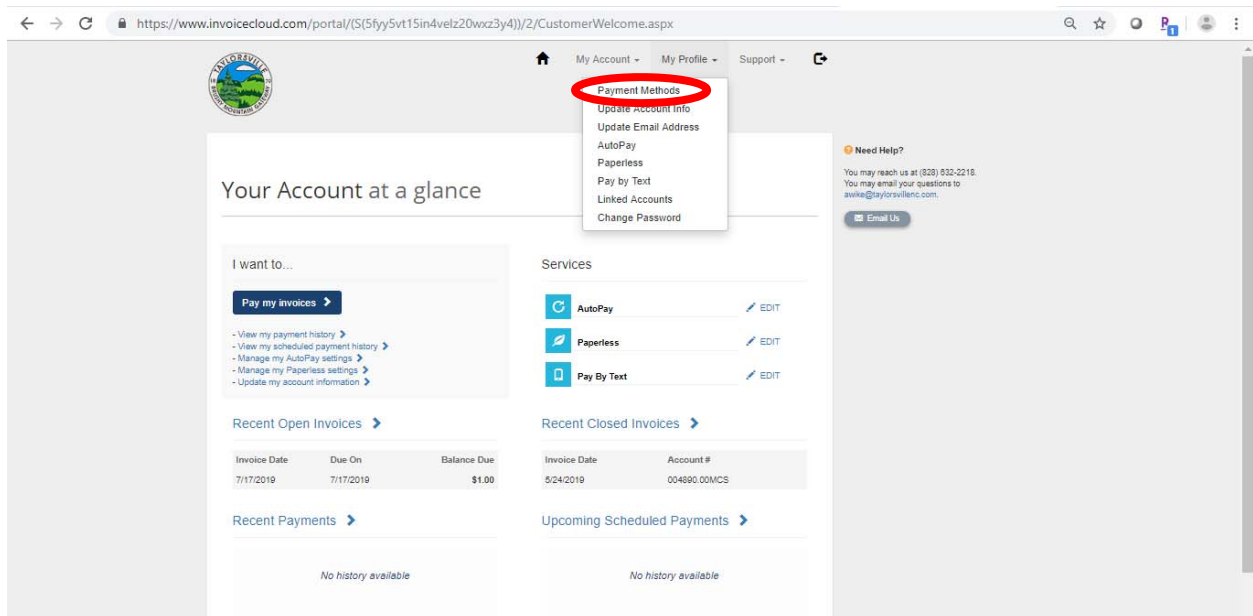 https://www.invoicecloud.com/portal/(S(5fyy5vt15in4velz20wxz3y4))/2/CustomerWelcome.aspx
TAYLORSVILLE
BRUSHY MOUNTAIN GATEWAY
My Account
My Profile
Support
Payment Methods
Update Account Info
Update Email Address
AutoPay
Paperless
Pay by Text
Linked Accounts
Change Password
Need Help?
You may reach us at (828) 632-2218.
You may email your questions to
awike@taylorsvillenc.com.
Email Us
Your Account at a glance
I want to...
Pay my invoices
- View my payment history
- View my scheduled payment history
- Manage my AutoPay settings
- Manage my Paperless settings
- Update my account information
Services
AutoPay EDIT
Paperless EDIT
Pay By Text EDIT
Recent Open Invoices
Invoice Date Due On Balance Due
7/17/2019 7/17/2019 $1.00
Recent Closed Invoices
Invoice Date Account #
5/24/2019 004890.00MCS
Recent Payments
No history available
Upcoming Scheduled Payments
No history available